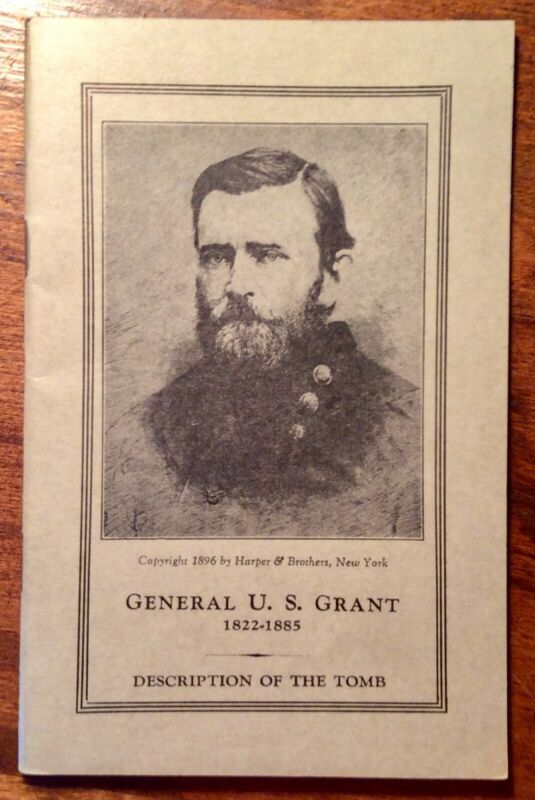 Copyright 1896 by Harper & Brothers, New York
GENERAL U. S. GRANT
1822-1885
DESCRIPTION OF THE TOMB